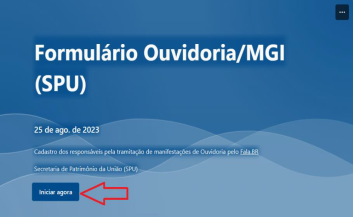 Formulário Ouvidoria/MGI
(SPU)
25 de ago. de 2023
Cadastro dos responsáveis pela tramitação de manifestações de Ouvidoria pelo Fala.BR
Secretaria de Patrimônio da União (SPU)
Iniciar agora